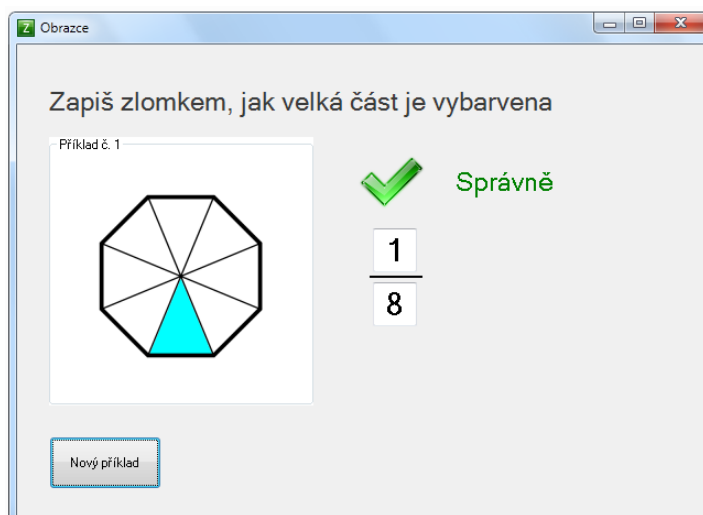 Z Obrazce
Zapiš zlomkem, jak velká část je vybarvena
Příklad č. 1
Správně
1
8
Nový příklad